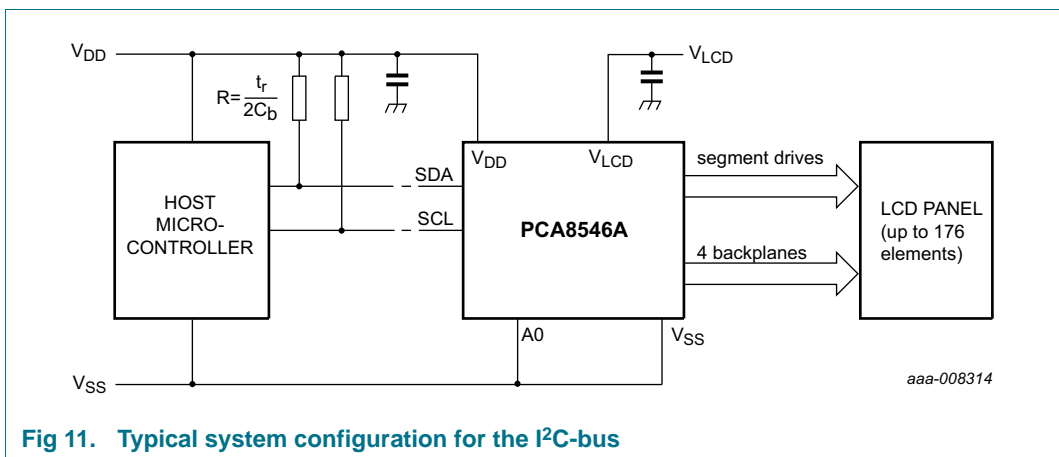 VDD
VLCD
R= tr
2Cb
HOST
MICRO-
CONTROLLER
SDA
SCL
VDD
VLCD
PCA8546A
A0
VSS
segment drives
4 backplanes
LCD PANEL
(up to 176
elements)
VSS
aaa-008314
Fig 11. Typical system configuration for the I²C-bus